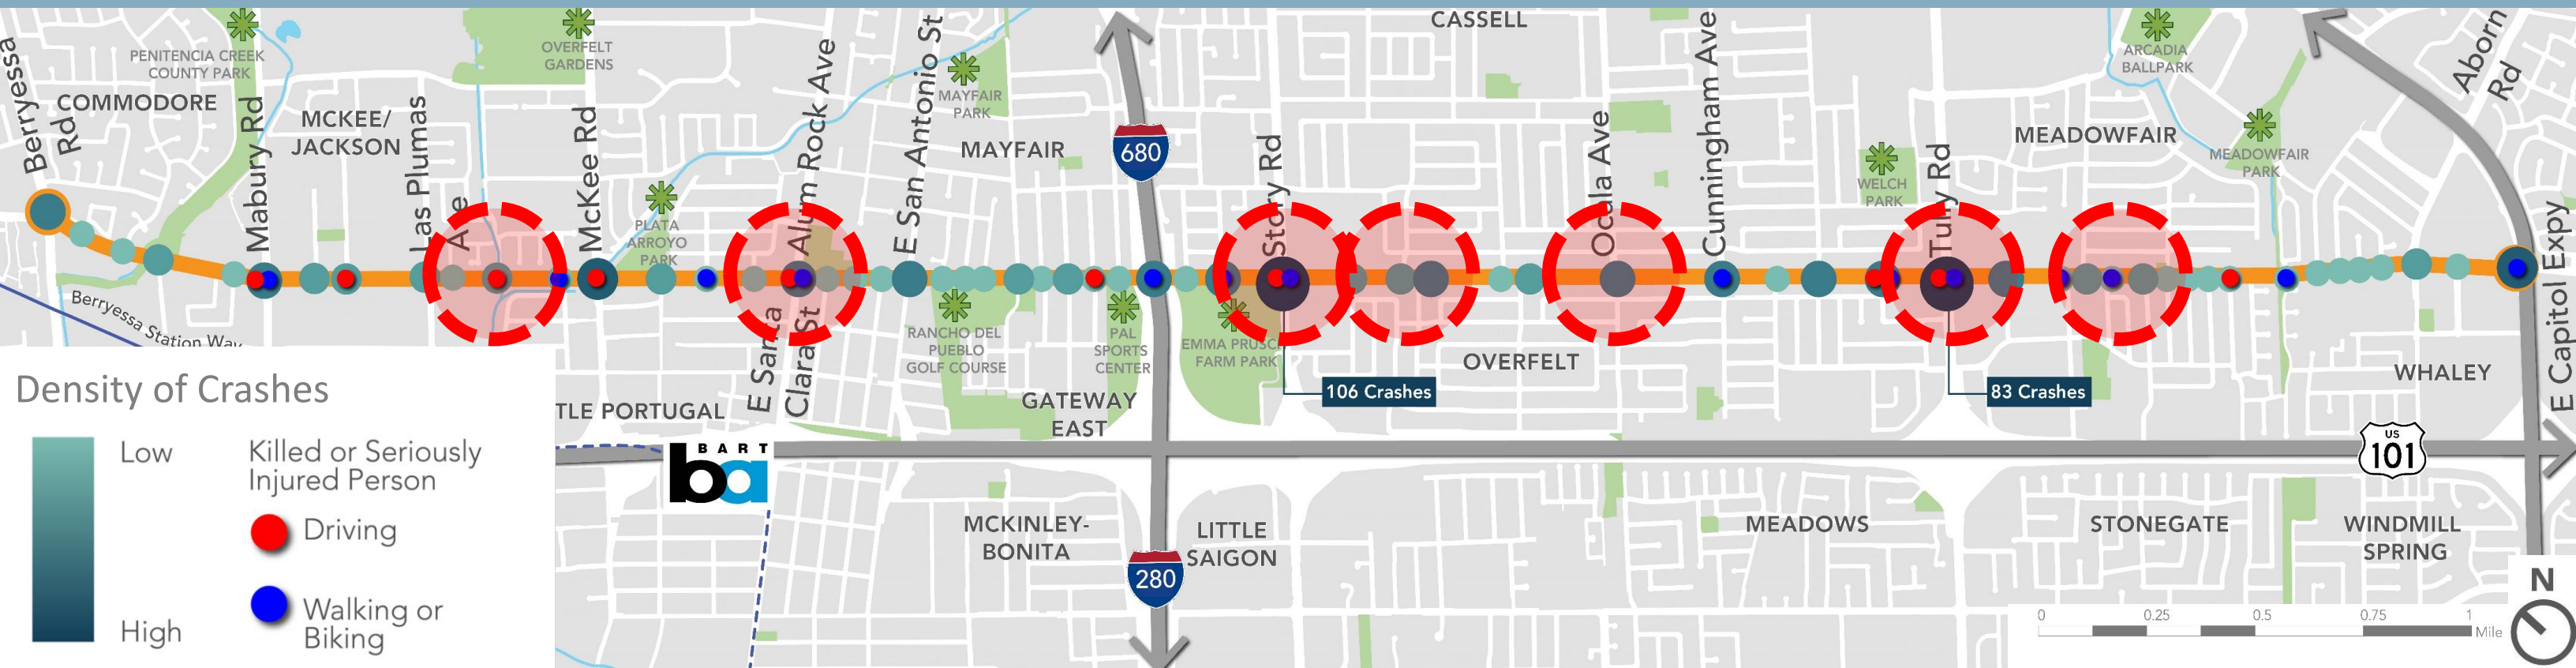 CASSELL
PENITENCIA CREEK
COUNTY PARK
OVERFELT
GARDENS
ARCADIA
BALLPARK
Berryessa
Rd
COMMODORE
Mabury Rd
MCKEE/
JACKSON
Las Plumas
McKee Rd
PLATA
ARROYO
PARK
Alum Rock Ave
E San Antonio St
MAYFAIR
PARK
MAYFAIR
680
Story Rd
Ocala Ave
Cunningham Ave
WELCH
PARK
Tully Rd
MEADOWFAIR
MEADOWFAIR
PARK
Aborn
Rd
E Capitol Expy
Berryessa Station Way
E Santa
Clara St
RANCHO DEL
PUEBLO
GOLF COURSE
PAL
SPORTS
CENTER
FARM PARK
EMMA
OVERFELT
WHALEY
106 Crashes
83 Crashes
TLE PORTUGAL
GATEWAY
EAST
BART
ba
US
101
MCKINLEY-
BONITA
LITTLE
SAIGON
280
MEADOWS
STONEGATE
WINDMILL
SPRING
Density of Crashes
Low
High
Killed or Seriously
Injured Person
Driving
Walking or
Biking
N
0 0.25 0.5 0.75 1
Mile